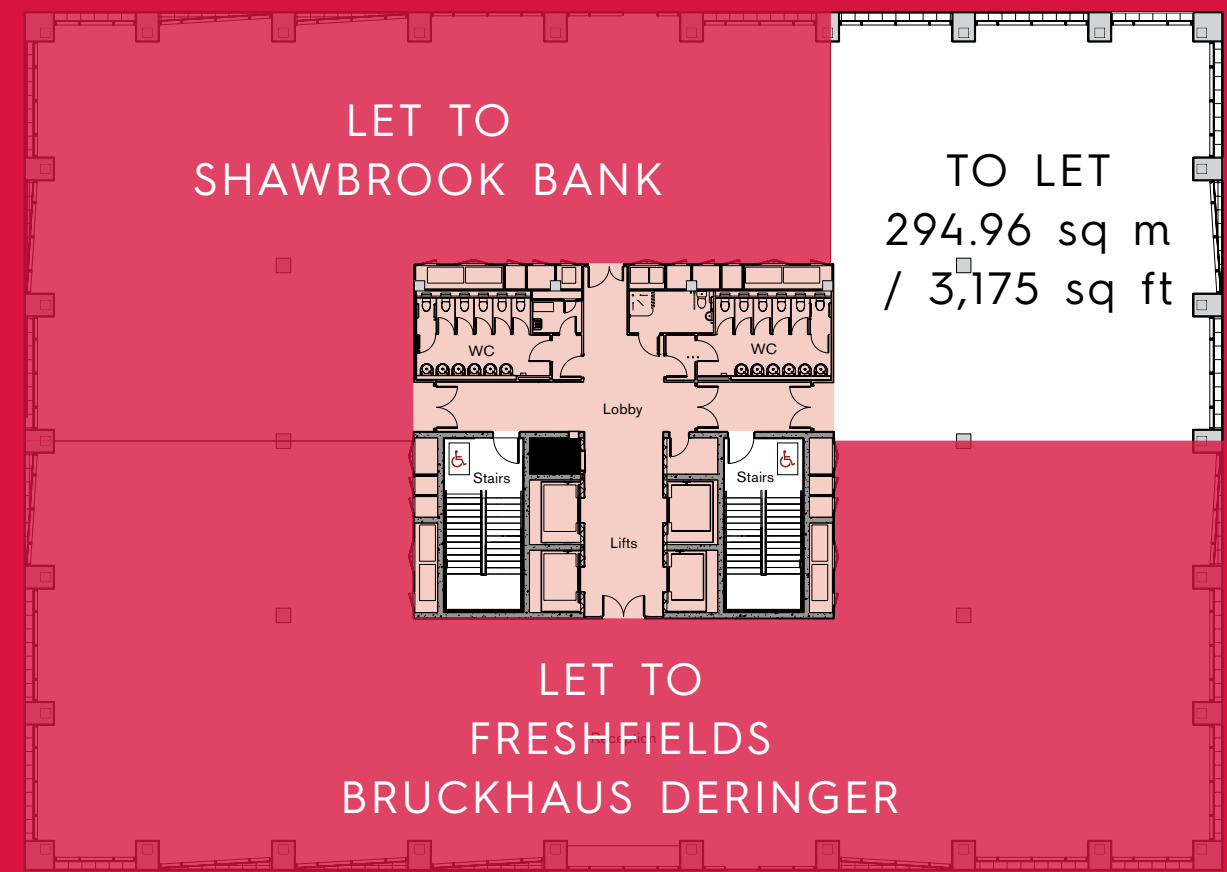 LET TO
SHAWBROOK BANK
TO LET
294.96 sq m
/ 3,175 sq ft
WC
WC
Lobby
Stairs
Stairs
Lifts
LET TO
FRESHFIELDS
Reception
BRUCKHAUS DERINGER